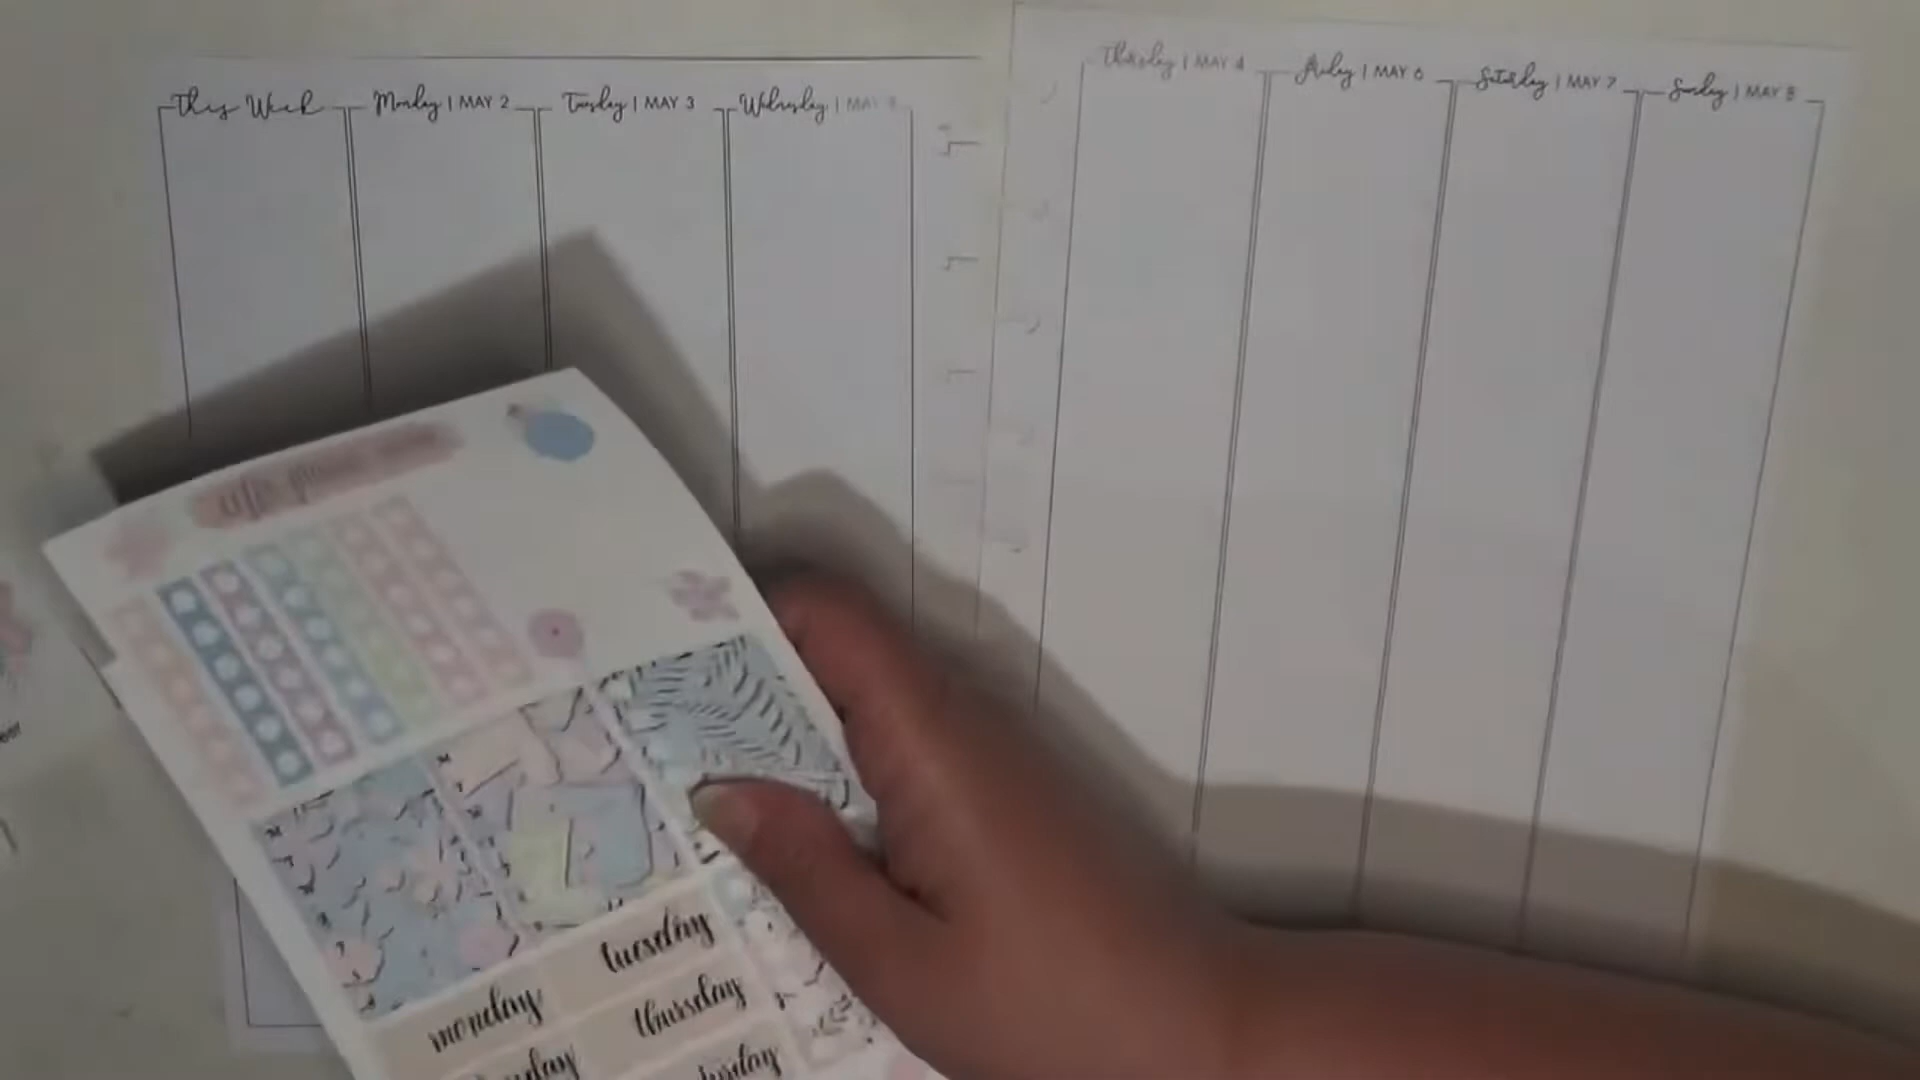 This Week
Monday | MAY 2
Tuesday | MAY 3
Wednesday | MAY
Thursday | MAY 4
Friday | MAY 6
Saturday | MAY 7
Sunday | MAY 8
tuesday
monday
thursday